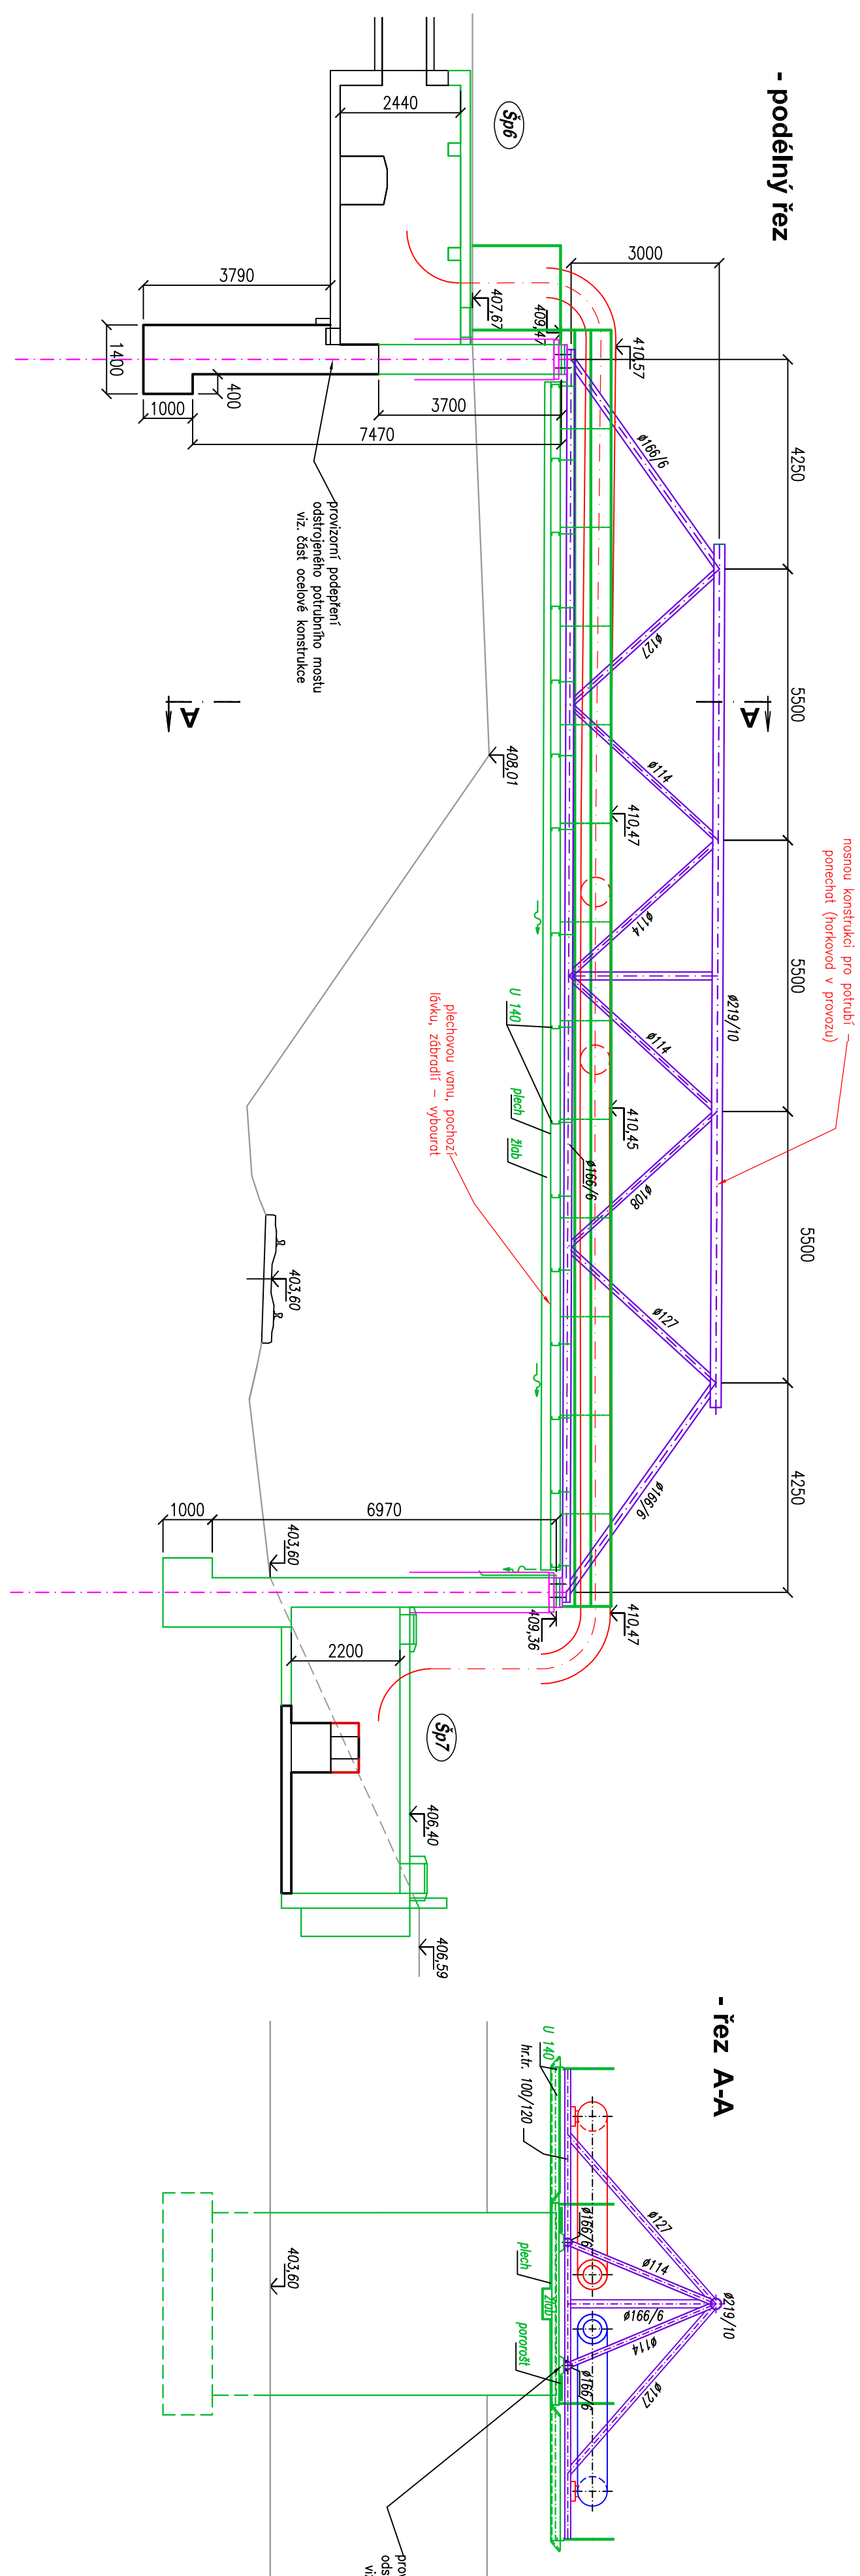 - podélný řez
nosnou konstrukci pro potrubí –
ponechat (horkovod v provozu)
4250
5500
5500
5500
4250
3000
ø219/10
ø166/6
ø127
ø114
ø114
ø114
ø108
ø127
ø166/6
ø166/6
A
A
Šp6
2440
407,67
409,47
410,57
410,47
410,45
410,47
409,36
408,01
3790
1400
400
1000
3700
7470
provizorní podepření
odstrojeného potrubního mostu
viz. část ocelové konstrukce
U 140
plech
žlab
plechovou vanu, pochozí
lávku, zábradlí – vybourat
403,60
403,60
6970
1000
2200
Šp7
406,40
406,59
- řez A-A
U 140
hr.tr. 100/120
ø219/10
ø127
ø114
ø166/6
ø114
ø127
ø166/6
ø166/6
plech
žlab
pororošt
403,60